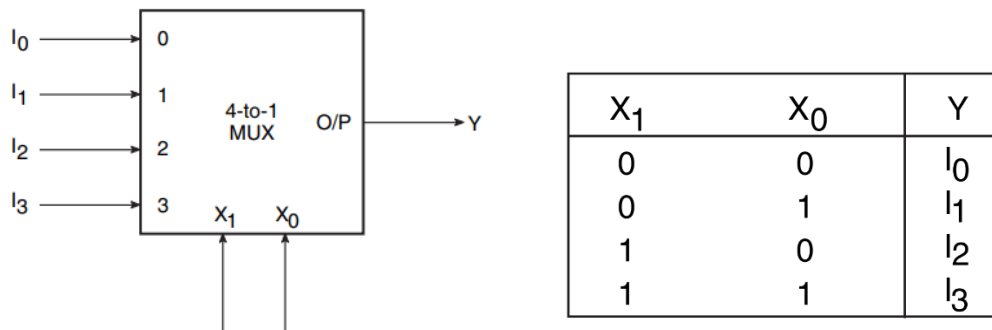 I0 0
I1 1
4-to-1
MUX
O/P Y
I2 2
I3 3
X1 X0
X1 X0 Y
0 0 I0
0 1 I1
1 0 I2
1 1 I3